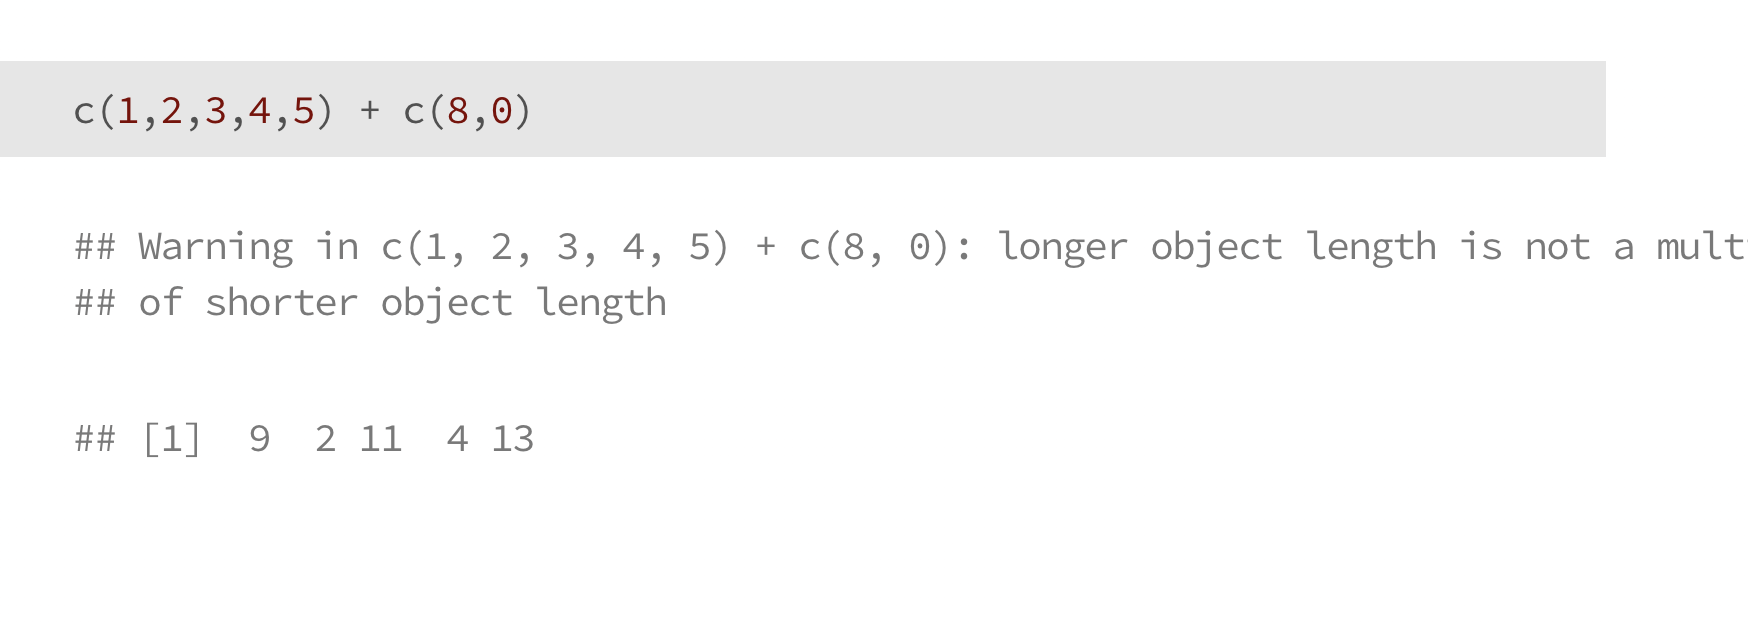 c(1,2,3,4,5) + c(8,0)
## Warning in c(1, 2, 3, 4, 5) + c(8, 0): longer object length is not a
## of shorter object length
## [1]  9  2 11  4 13